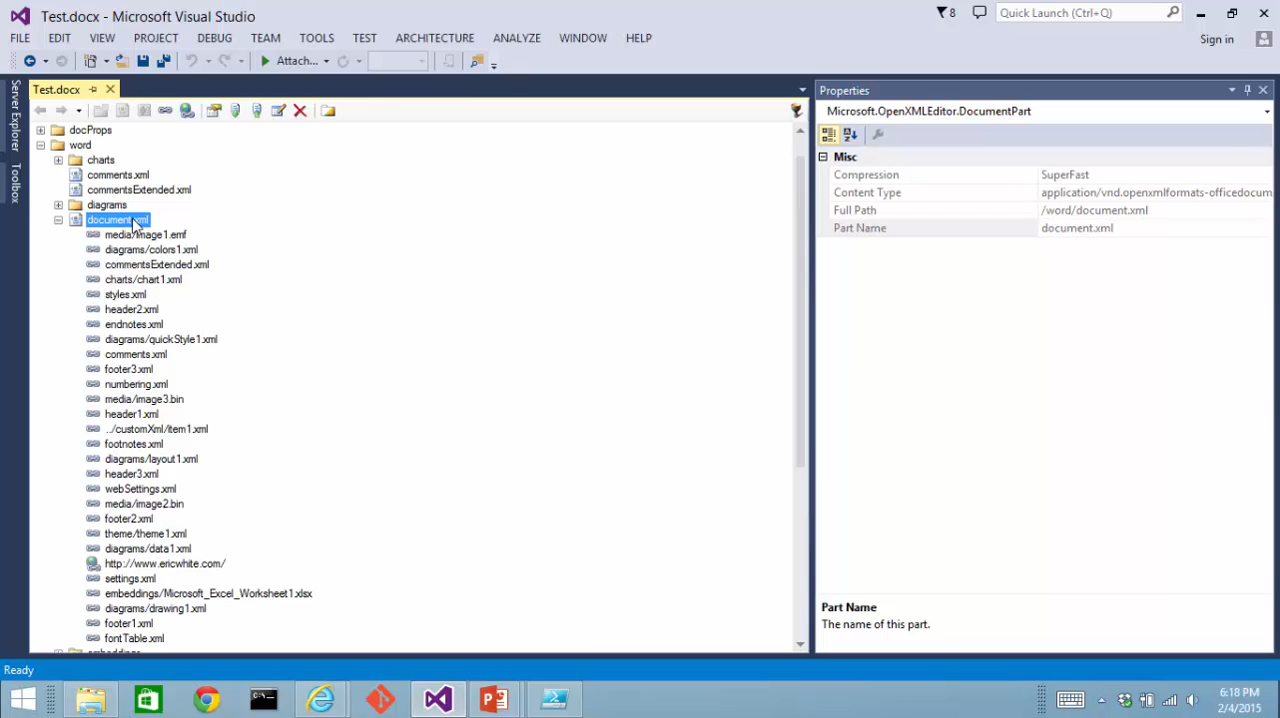 Test.docx - Microsoft Visual Studio
8
Quick Launch (Ctrl+Q)
FILE EDIT VIEW PROJECT DEBUG TEAM TOOLS TEST ARCHITECTURE ANALYZE WINDOW HELP
Sign in
Attach...
Server Explorer
Toolbox
Test.docx
docProps
word
charts
comments.xml
commentsExtended.xml
diagrams
document.xml
media/image1.emf
diagrams/colors1.xml
commentsExtended.xml
charts/chart1.xml
styles.xml
header2.xml
endnotes.xml
diagrams/quickStyle1.xml
comments.xml
footer3.xml
numbering.xml
media/image3.bin
header1.xml
../customXml/item1.xml
footnotes.xml
diagrams/layout1.xml
header3.xml
webSettings.xml
media/image2.bin
footer2.xml
theme/theme1.xml
diagrams/data1.xml
http://www.ericwhite.com/
settings.xml
embeddings/Microsoft_Excel_Worksheet1.xlsx
diagrams/drawing1.xml
footer1.xml
fontTable.xml
Properties
Microsoft.OpenXMLEditor.DocumentPart
Misc
Compression SuperFast
Content Type application/vnd.openxmlformats-officedocum
Full Path /word/document.xml
Part Name document.xml
Part Name
The name of this part.
Ready
6:18 PM
2/4/2015